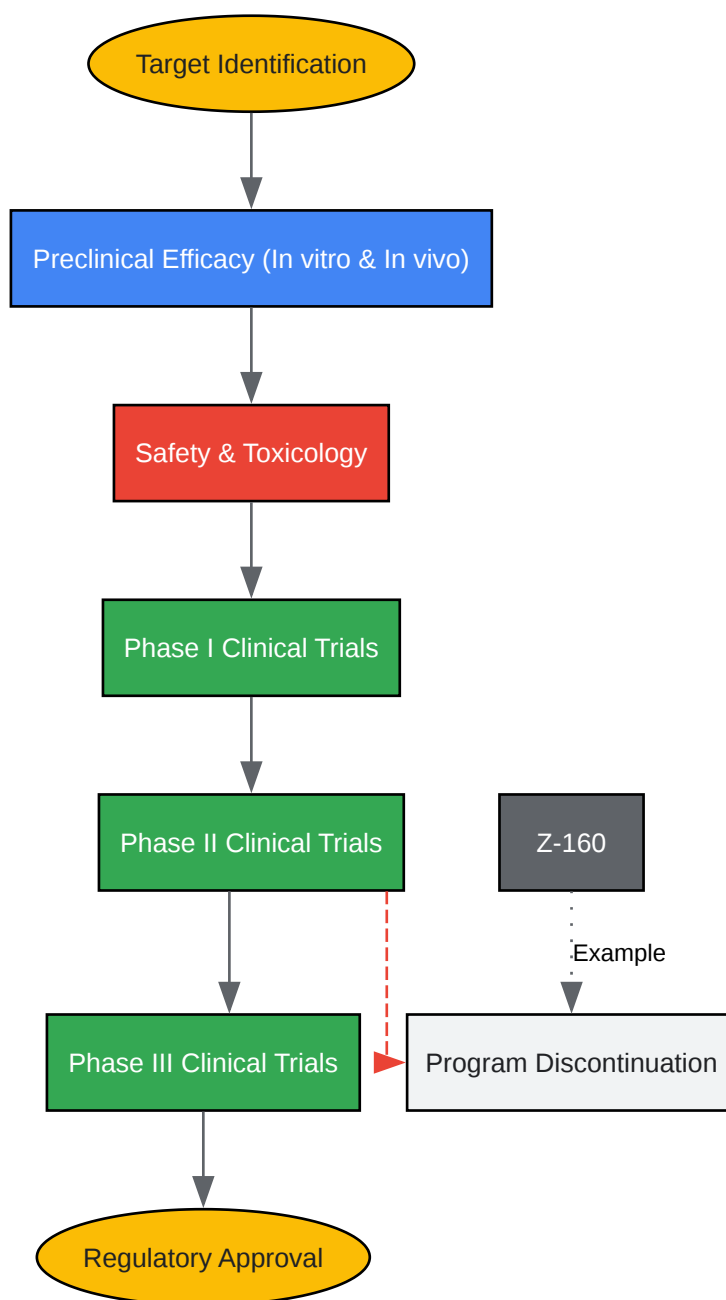 Target Identification
Preclinical Efficacy (In vitro & In vivo)
Safety & Toxicology
Phase I Clinical Trials
Phase II Clinical Trials
Z-160
Example
Phase III Clinical Trials
Program Discontinuation
Regulatory Approval